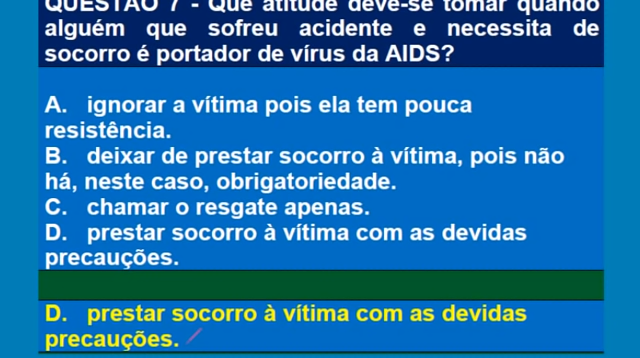 QUESTÃO 7 - Que atitude deve-se tomar quando
alguém que sofreu acidente e necessita de
socorro é portador de vírus da AIDS?
A. ignorar a vítima pois ela tem pouca
resistência.
B. deixar de prestar socorro à vítima, pois não
há, neste caso, obrigatoriedade.
C. chamar o resgate apenas.
D. prestar socorro à vítima com as devidas
precauções.
D. prestar socorro à vítima com as devidas
precauções.